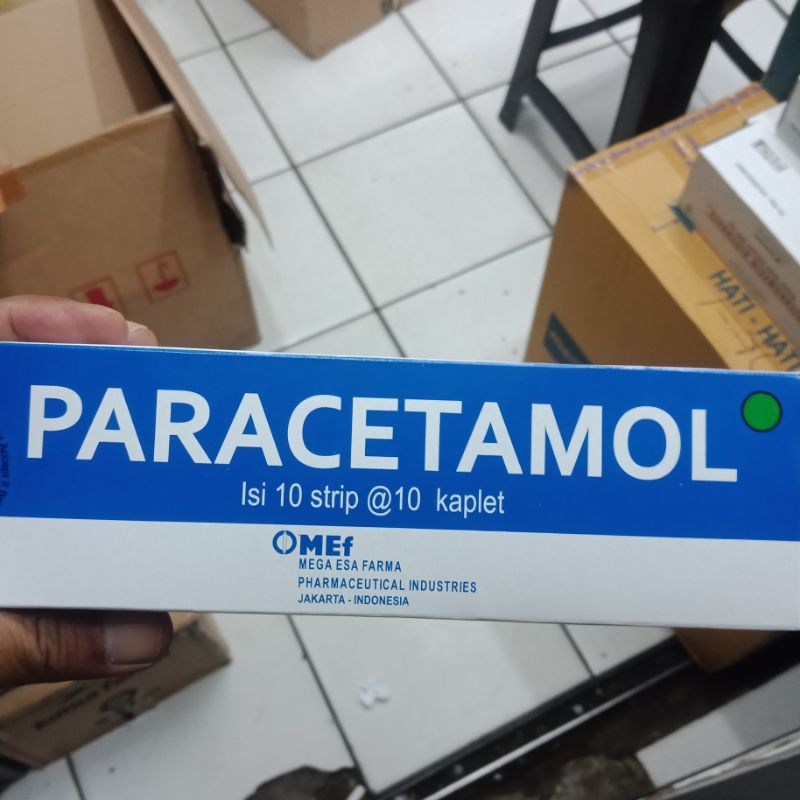 PARACETAMOL
Isi 10 strip @10 kaplet
MEf
MEGA ESA FARMA
PHARMACEUTICAL INDUSTRIES
JAKARTA - INDONESIA
HATI - HATI